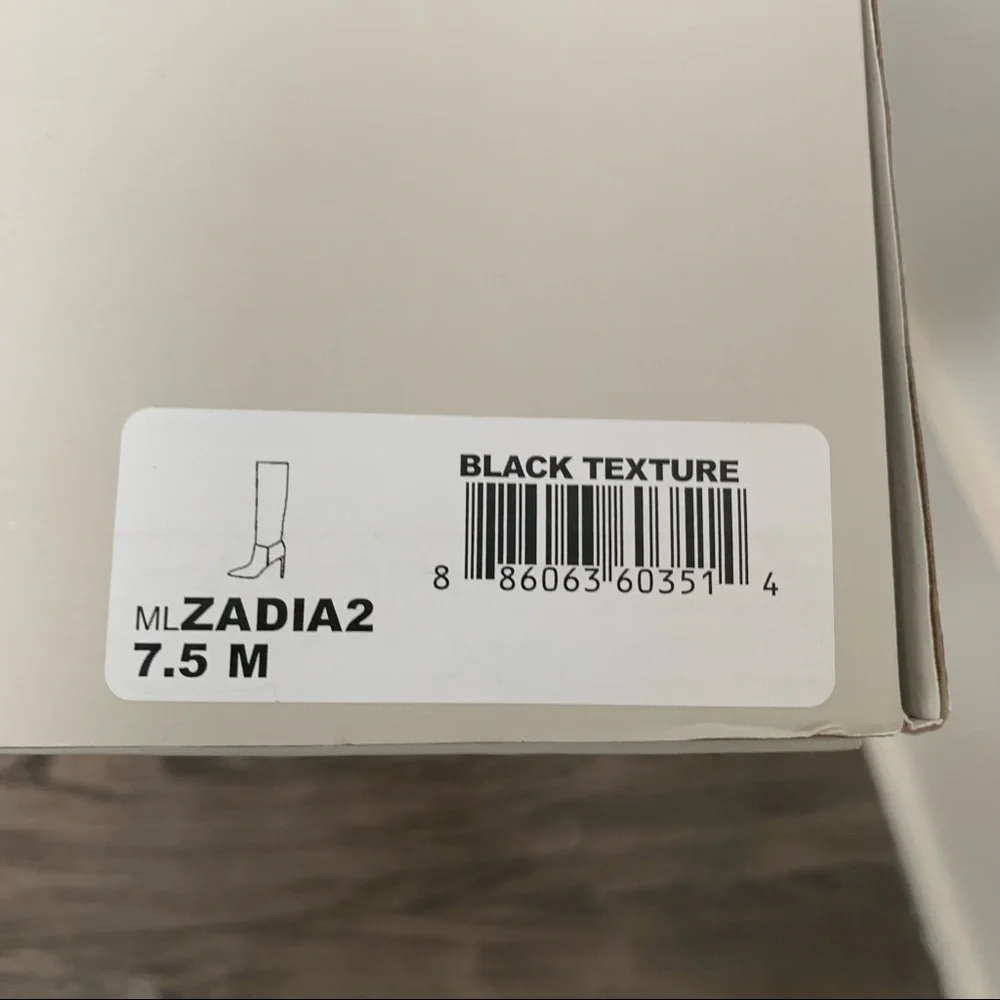 BLACK TEXTURE
8 86063 60351 4
MLZADIA2
7.5 M